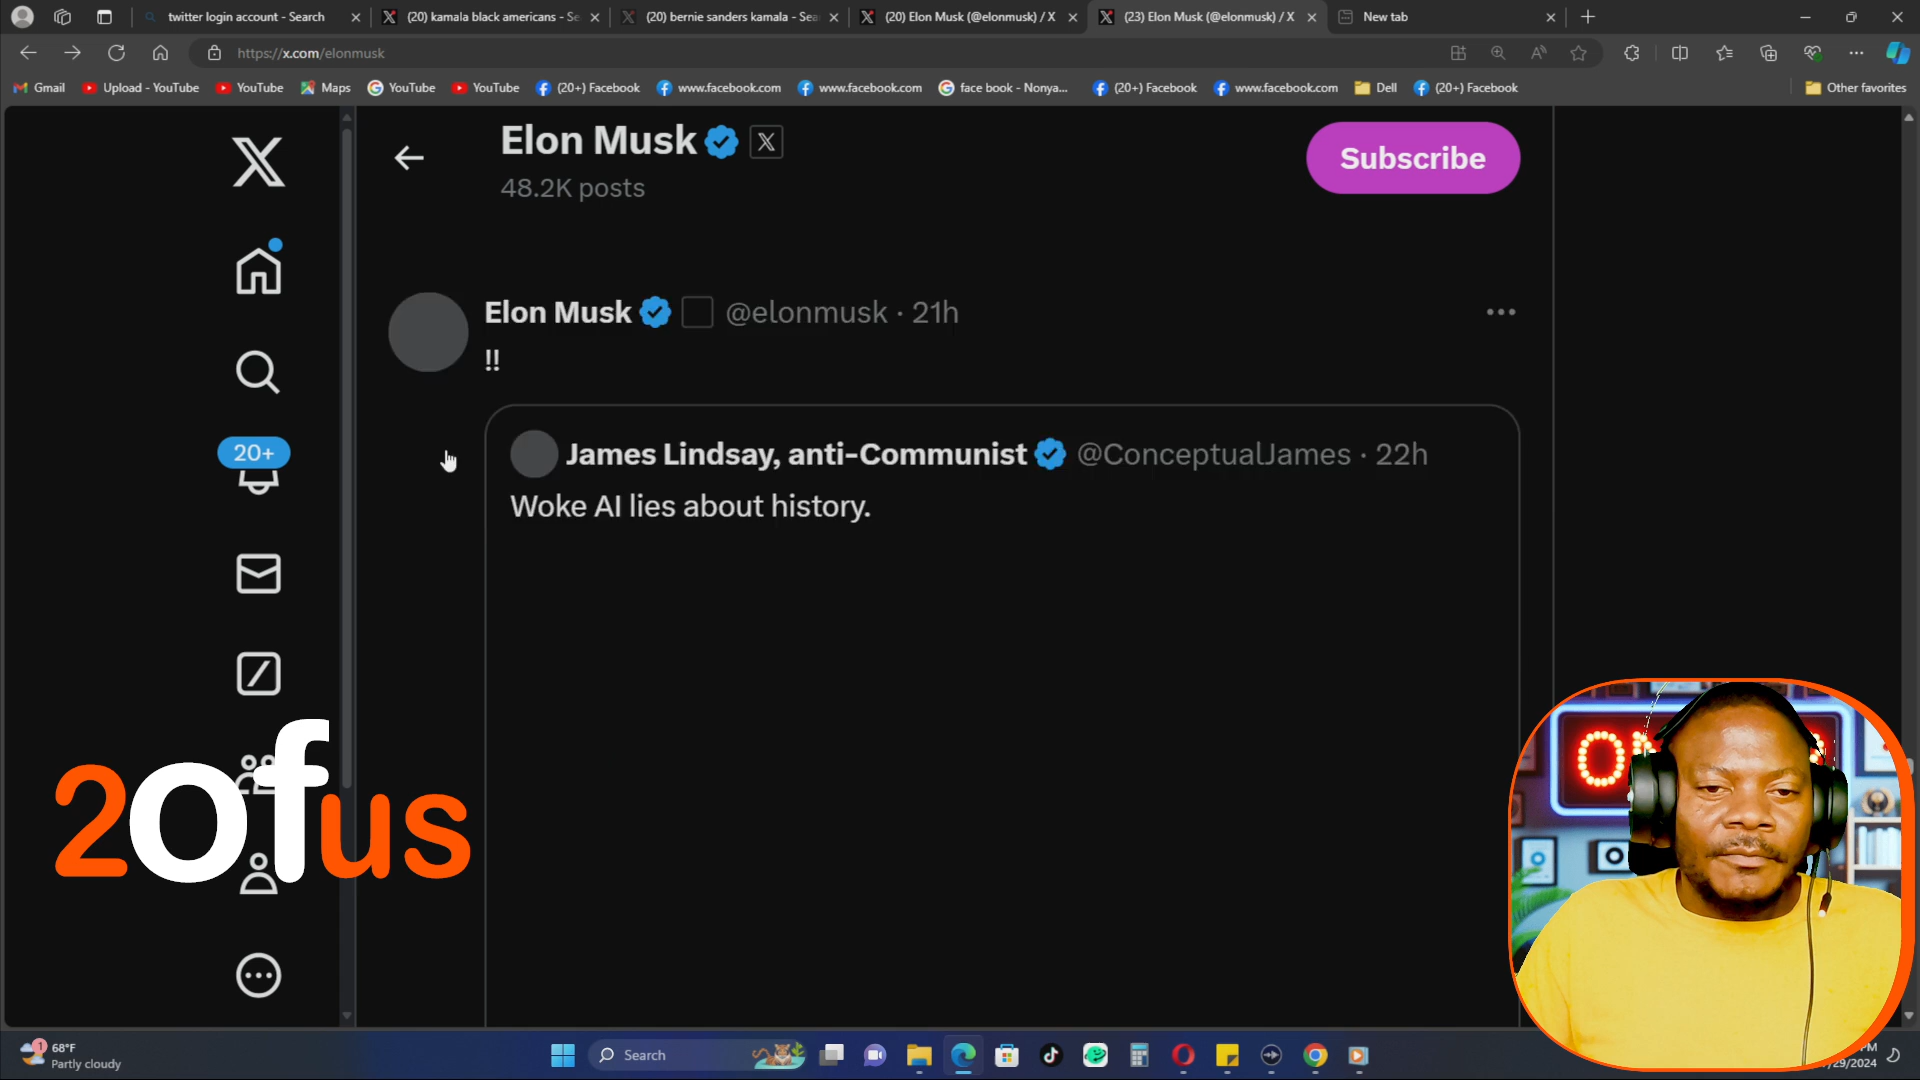 twitter login account - Search
(20) kamala black americans - Se
(20) bernie sanders kamala - Sea
(20) Elon Musk (@elonmusk) / X
(23) Elon Musk (@elonmusk) / X
New tab
https://x.com/elonmusk
Gmail
Upload - YouTube
YouTube
Maps
YouTube
YouTube
(20+) Facebook
www.facebook.com
www.facebook.com
face book - Nonya...
(20+) Facebook
www.facebook.com
Dell
(20+) Facebook
Other favorites
Elon Musk
48.2K posts
Subscribe
Elon Musk @elonmusk · 21h
!!
James Lindsay, anti-Communist @ConceptualJames · 22h
Woke AI lies about history.
20+
2ofus
1
68°F
Partly cloudy
Search